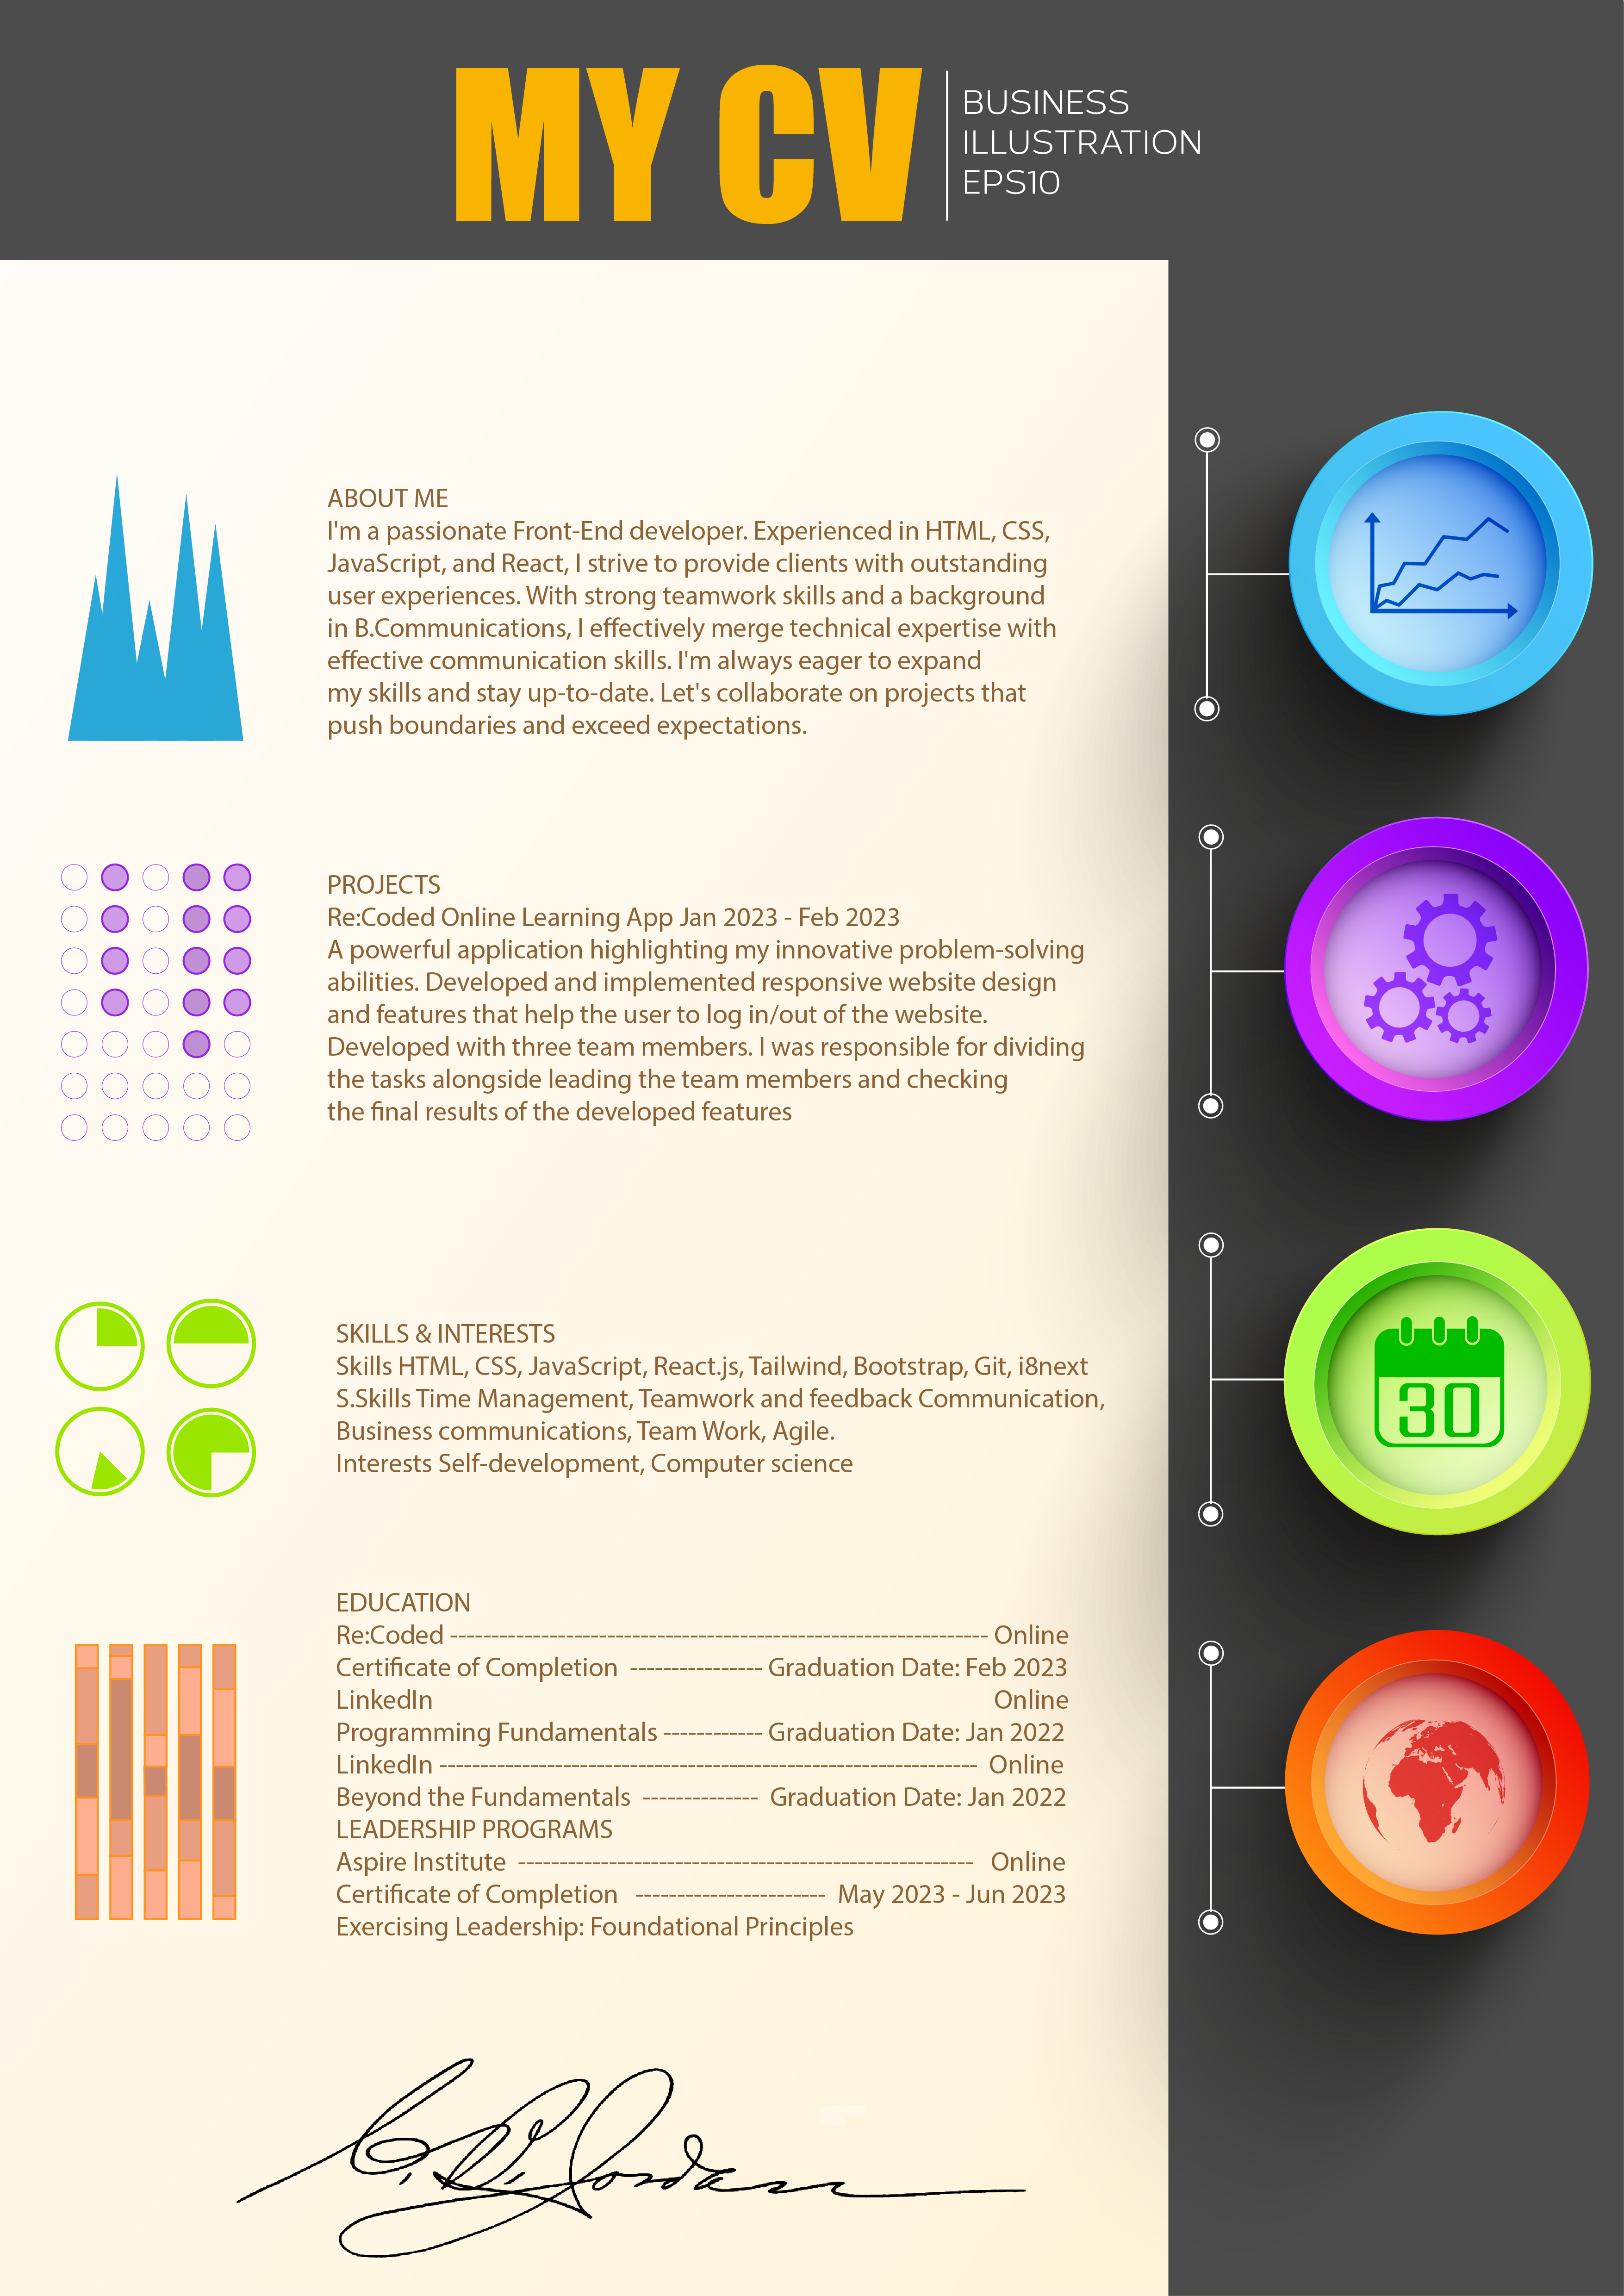 MY CV
BUSINESS
ILLUSTRATION
EPS10
ABOUT ME
I'm a passionate Front-End developer. Experienced in HTML, CSS,
JavaScript, and React, I strive to provide clients with outstanding
user experiences. With strong teamwork skills and a background
in B.Communications, I effectively merge technical expertise with
effective communication skills. I'm always eager to expand
my skills and stay up-to-date. Let's collaborate on projects that
push boundaries and exceed expectations.
PROJECTS
Re:Coded Online Learning App Jan 2023 - Feb 2023
A powerful application highlighting my innovative problem-solving
abilities. Developed and implemented responsive website design
and features that help the user to log in/out of the website.
Developed with three team members. I was responsible for dividing
the tasks alongside leading the team members and checking
the final results of the developed features
SKILLS & INTERESTS
Skills HTML, CSS, JavaScript, React.js, Tailwind, Bootstrap, Git, i8next
S.Skills Time Management, Teamwork and feedback Communication,
Business communications, Team Work, Agile.
Interests Self-development, Computer science
30
EDUCATION
Re:Coded ----------------------------------------------------------------- Online
Certificate of Completion ---------------- Graduation Date: Feb 2023
LinkedIn Online
Programming Fundamentals ------------ Graduation Date: Jan 2022
LinkedIn ----------------------------------------------------------------- Online
Beyond the Fundamentals -------------- Graduation Date: Jan 2022
LEADERSHIP PROGRAMS
Aspire Institute ------------------------------------------------------- Online
Certificate of Completion ----------------------- May 2023 - Jun 2023
Exercising Leadership: Foundational Principles